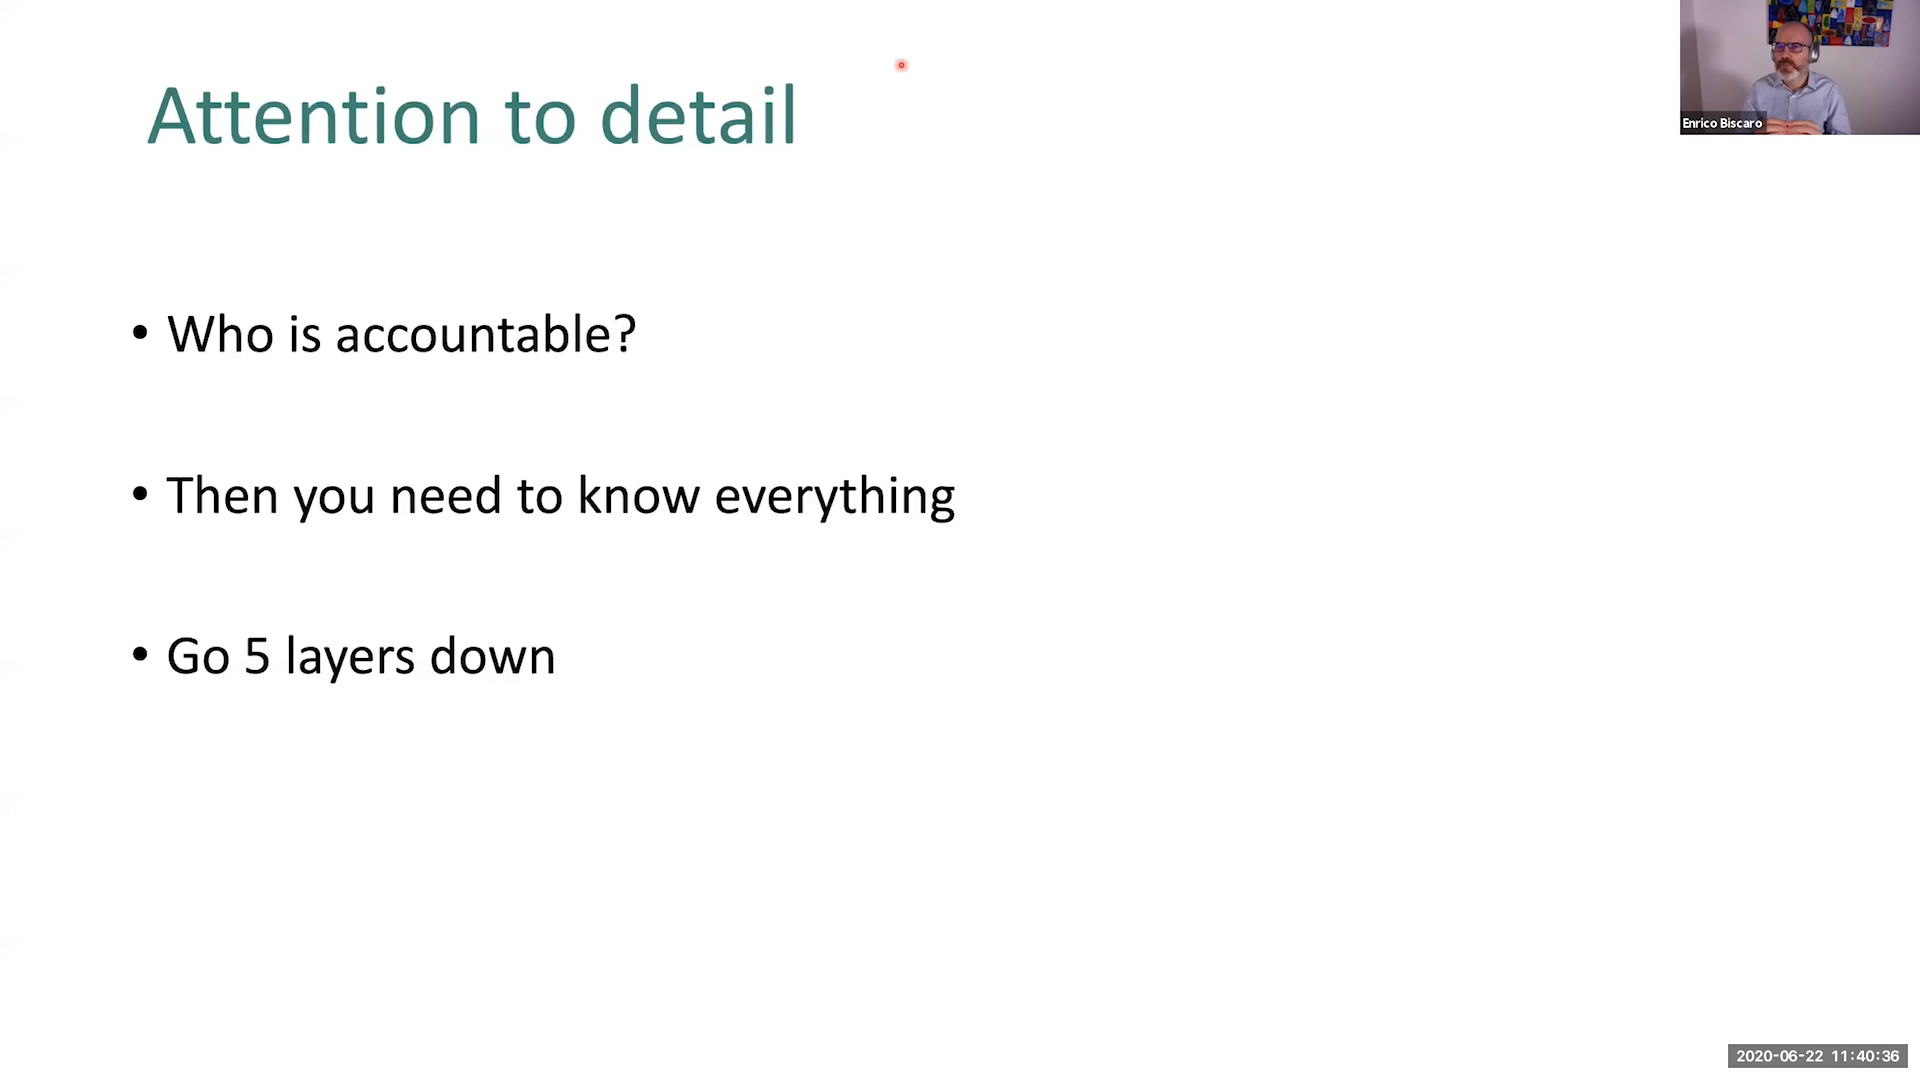 Attention to detail
Enrico Biscaro
• Who is accountable?
• Then you need to know everything
• Go 5 layers down
2020-06-22 11:40:36